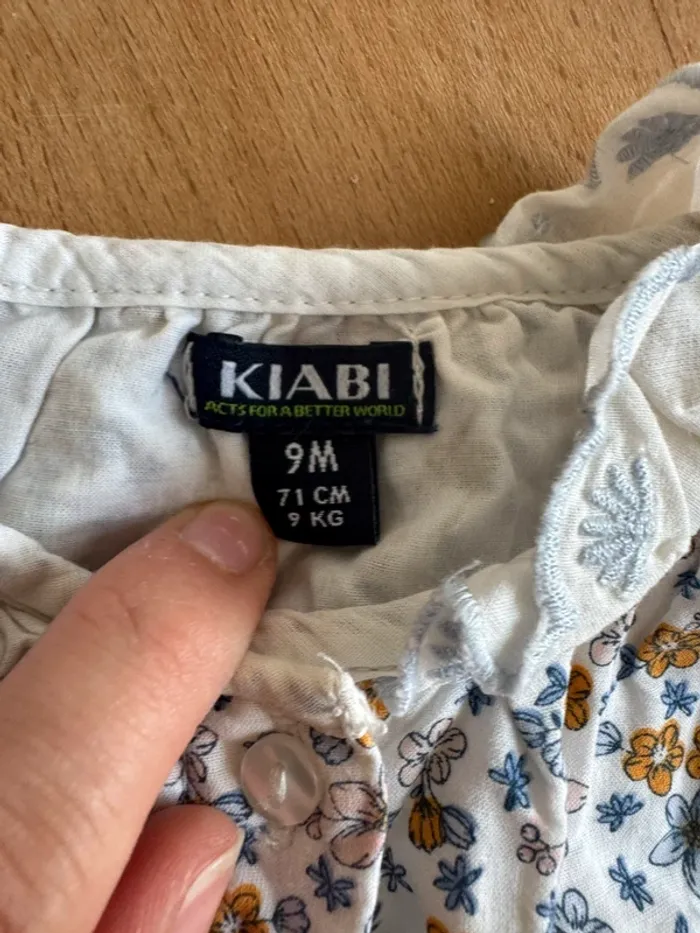 KIABI
ACTS FOR A BETTER WORLD
9M
71 CM
9 KG